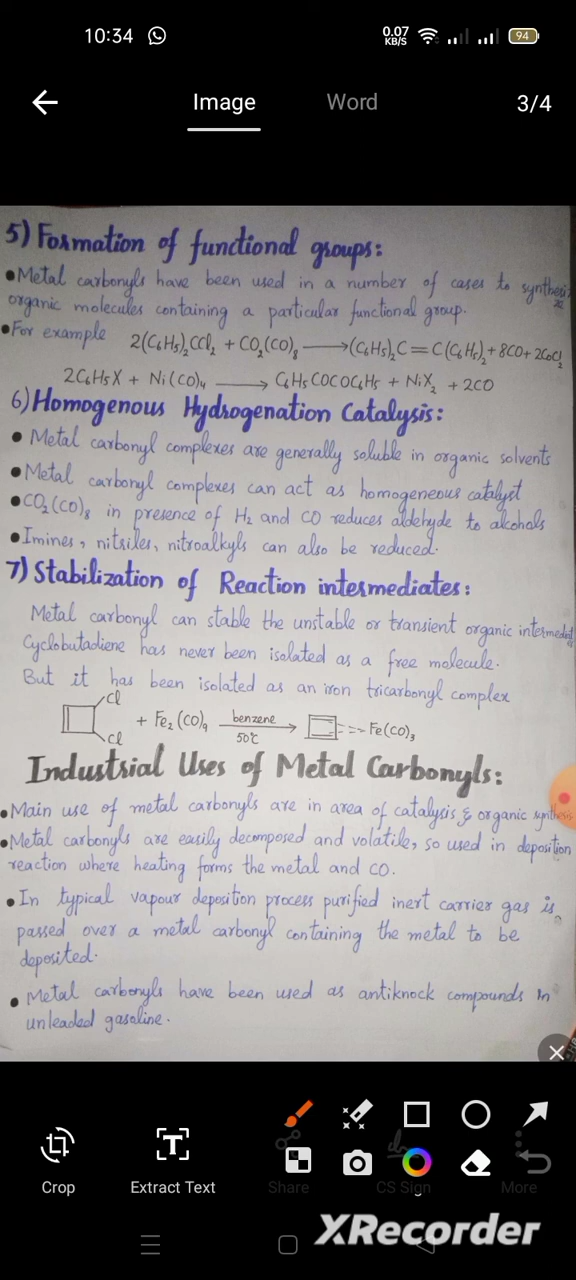 10:34
0.07
KB/S
94
Image
Word
3/4
5) Formation of functional groups:
• Metal carbonyls have been used in a number of cases to synthesi
organic molecules containing a particular functional group.
• For example 2(C₆H₅)₂CCl₂ + CO₂(CO)₈ ⟶ (C₆H₅)₂C=C(C₆H₅)₂ + 8CO + 2CoCl₂
2C₆H₅X + Ni(CO)₄ ⟶ C₆H₅COCOC₆H₅ + NiX₂ + 2CO
6) Homogenous Hydrogenation Catalysis:
• Metal carbonyl complexes are generally soluble in organic solvents
• Metal carbonyl complexes can act as homogeneous catalyst
• CO₂(CO)₈ in presence of H₂ and CO reduces aldehyde to alcohols
• Imines, nitriles, nitroalkyls can also be reduced.
7) Stabilization of Reaction intermediates:
Metal carbonyl can stable the unstable or transient organic intermedi
Cyclobutadiene has never been isolated as a free molecule.
But it has been isolated as an iron tricarbonyl complex
Cl
Cl
+ Fe₂(CO)₉ benzene 50℃ ⟶ Fe(CO)₃
Industrial Uses of Metal Carbonyls:
• Main use of metal carbonyls are in area of catalysis & organic synthesis
• Metal carbonyls are easily decomposed and volatile, so used in deposition
reaction where heating forms the metal and CO.
• In typical vapour deposition process purified inert carrier gas is
passed over a metal carbonyl containing the metal to be
deposited.
• Metal carbonyls have been used as antiknock compounds in
unleaded gasoline.
Crop
Extract Text
Share
CS Sign
More
XRecorder